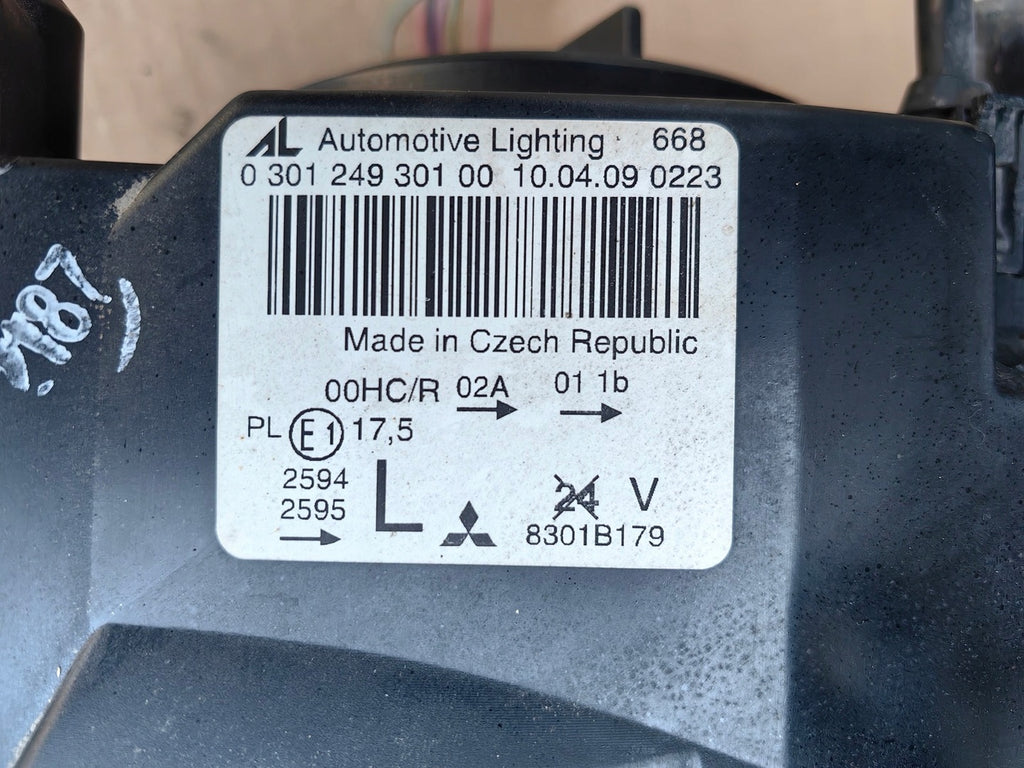 AL Automotive Lighting 668
0 301 249 301 00 10.04.09 0223
Made in Czech Republic
00HC/R 02A 01 1b
PL E1 17,5
2594
2595
L
24 V
8301B179